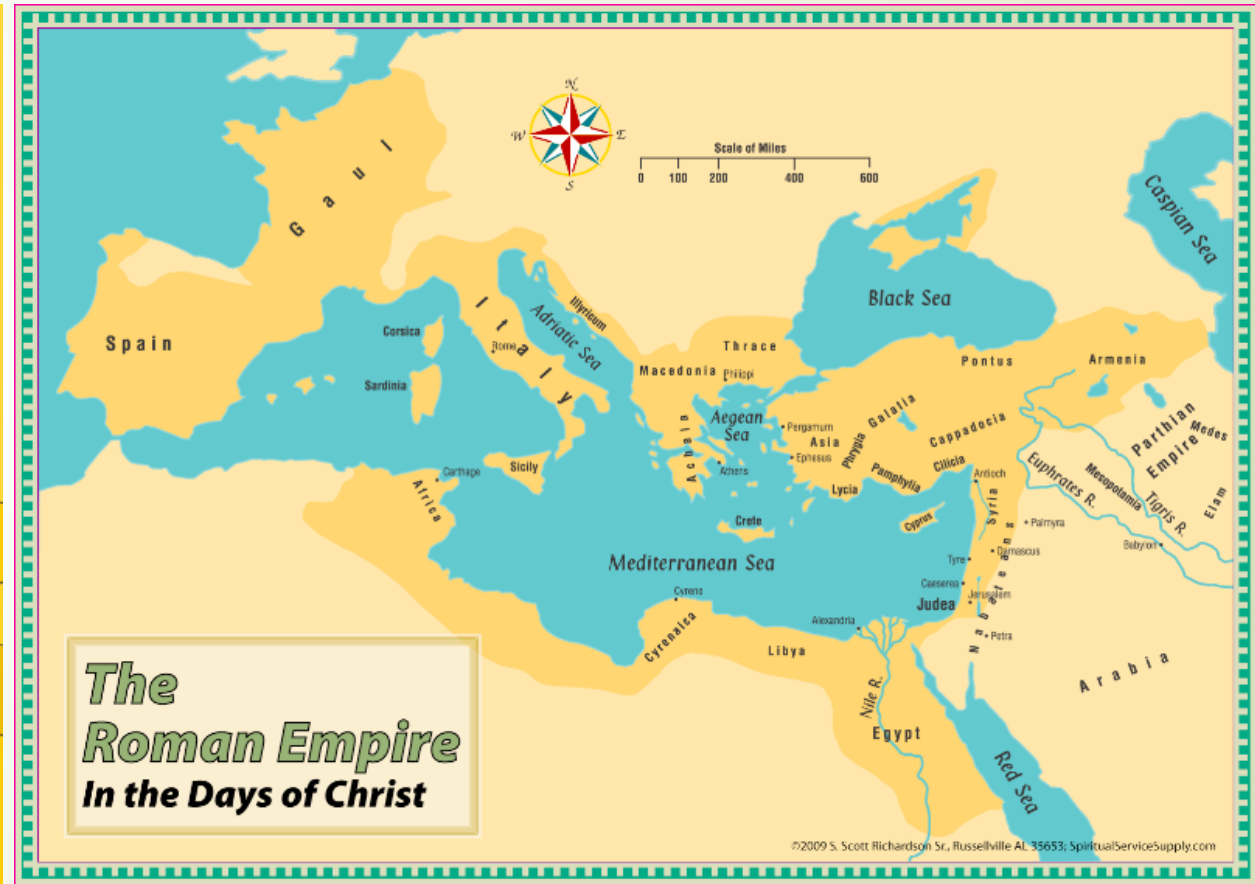 N
W
E
S
Scale of Miles
0 100 200 400 600
Caspian Sea
Gaul
Black Sea
Spain
Italy
Corsica
Rome
Sardinia
Adriatic Sea
Illyricum
Thrace
Macedonia
Philippi
Pontus
Armenia
Aegean
Sea
Achaia
Athens
Pergamum
Asia
Ephesus
Phrygia
Galatia
Cappadocia
Lycia
Pamphylia
Cilicia
Antioch
Parthian
Empire
Medes
Mesopotamia
Euphrates R.
Tigris R.
Elam
Carthage
Africa
Sicily
Crete
Cyprus
Syria
Palmyra
Babylon
Mediterranean Sea
Tyre
Damascus
Caeserea
Jerusalem
Judea
Nabateans
Petra
Cyrene
Cyrenaica
Alexandria
Libya
Nile R.
Egypt
Arabia
Red Sea
The
Roman Empire
In the Days of Christ
©2009 S. Scott Richardson Sr., Russellville AL 35653; SpiritualServiceSupply.com